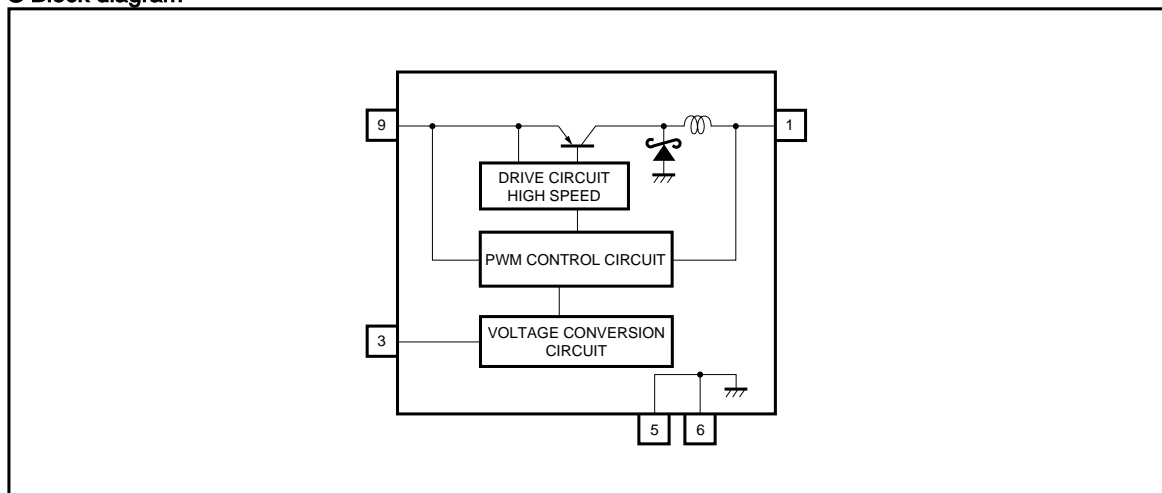 Block diagram
9
1
DRIVE CIRCUIT
HIGH SPEED
PWM CONTROL CIRCUIT
3
VOLTAGE CONVERSION
CIRCUIT
5
6